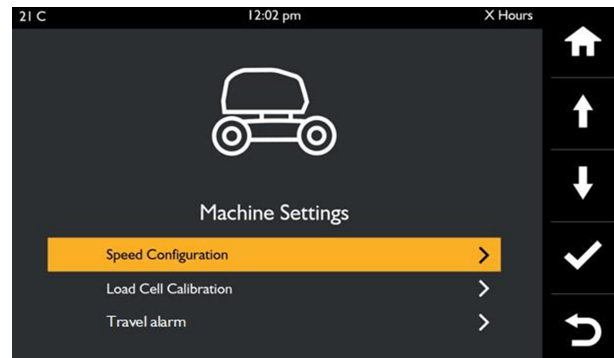 21 C 12:02 pm X Hours
Machine Settings
Speed Configuration
Load Cell Calibration
Travel alarm